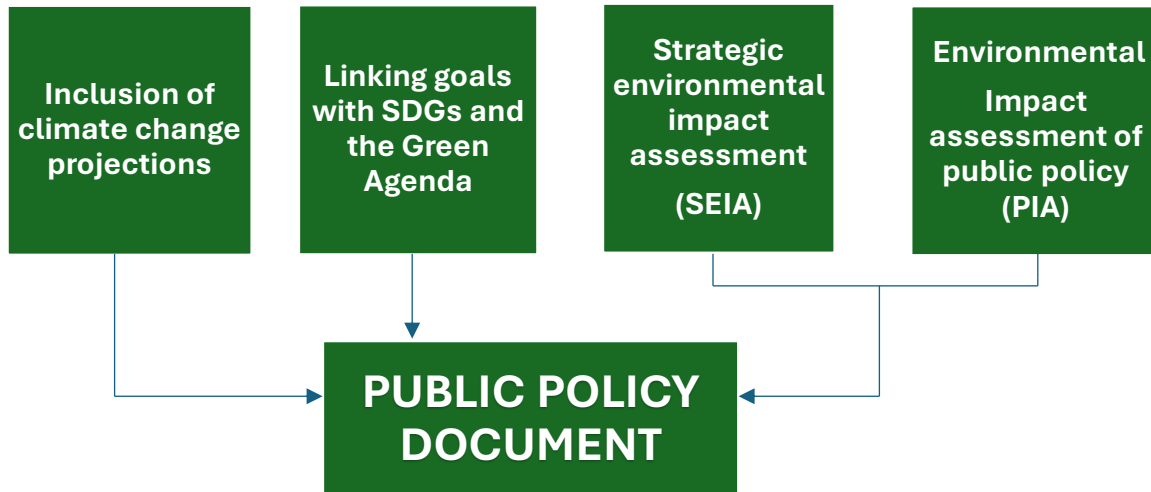 Inclusion of
climate change
projections
Linking goals
with SDGs and
the Green
Agenda
Strategic
environmental
impact
assessment
(SEIA)
Environmental
Impact
assessment of
public policy
(PIA)
PUBLIC POLICY
DOCUMENT